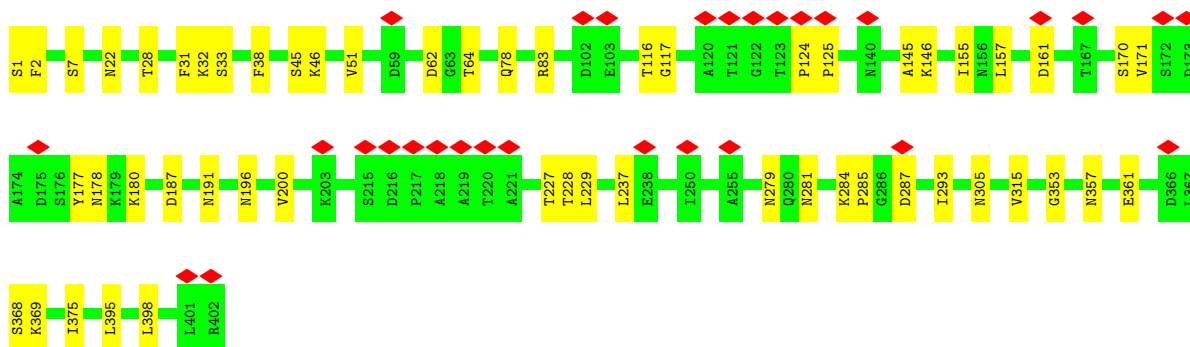 S1 F2 S7 N22 T28 F31 K32 S33 F38 S45 K46 V51 D59 D62 G63 T64 Q78 R83 D102 E103 T116 G117 A120 T121 G122 T123 P124 P125 N140 A145 K146 I155 N156 L157 D161 T167 S170 V171 S172 D173
A174 D175 S176 Y177 N178 K179 K180 D187 N191 N196 V200 K203 S215 D216 P217 A218 A219 T220 A221 T227 T228 L229 L237 E238 I250 A255 N279 Q280 N281 K284 P285 G286 D287 I293 N305 V315 G353 N357 E361 D366 L367
S368 K369 I375 L395 L398 L401 R402